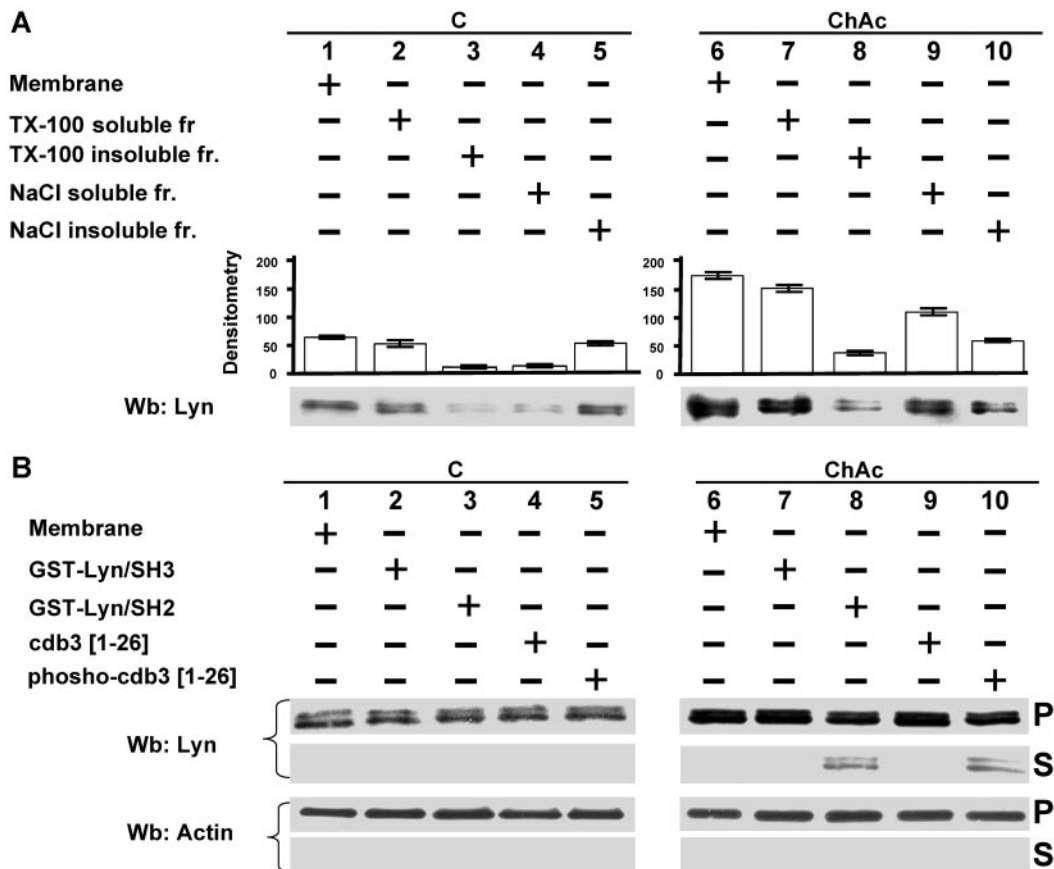 A
C ChAc
1 2 3 4 5 6 7 8 9 10
Membrane + − − − − + − − − −
TX-100 soluble fr − + − − − − + − − −
TX-100 insoluble fr. − − + − − − − + − −
NaCl soluble fr. − − − + − − − − + −
NaCl insoluble fr. − − − − + − − − − +
Densitometry
200 200
150 150
100 100
50 50
0 0
Wb: Lyn
B
C ChAc
1 2 3 4 5 6 7 8 9 10
Membrane + − − − − + − − − −
GST-Lyn/SH3 − + − − − − + − − −
GST-Lyn/SH2 − − + − − − − + − −
cdb3 [1-26] − − − + − − − − + −
phosho-cdb3 [1-26] − − − − + − − − − +
Wb: Lyn
P
S
Wb: Actin
P
S